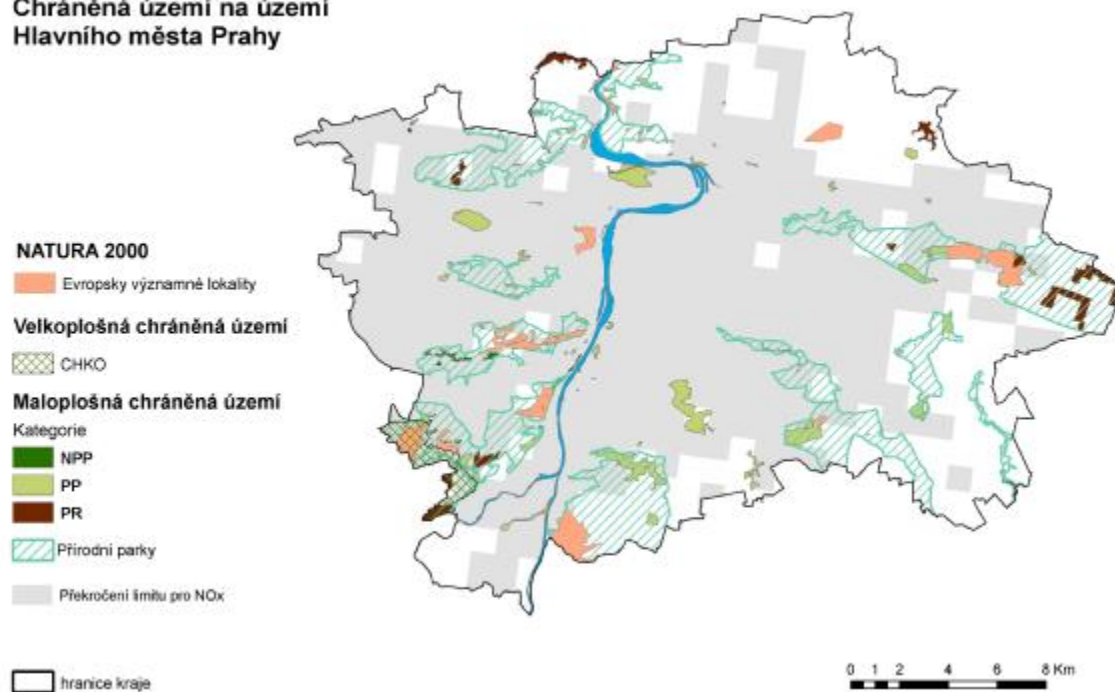 Chráněná území na území
Hlavního města Prahy
NATURA 2000
Evropsky významné lokality
Velkoplošná chráněná území
CHKO
Maloplošná chráněná území
Kategorie
NPP
PP
PR
Přírodní parky
Překročení limitu pro NOx
hranice kraje
0 1 2 4 6 8 Km